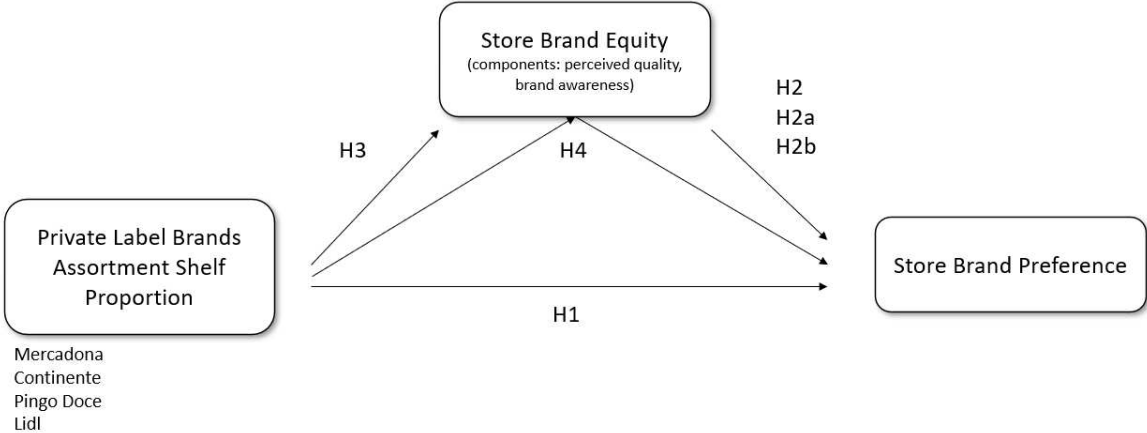 Store Brand Equity
(components: perceived quality,
brand awareness)
H2
H2a
H2b
H3
H4
Private Label Brands
Assortment Shelf
Proportion
Store Brand Preference
H1
Mercadona
Continente
Pingo Doce
Lidl